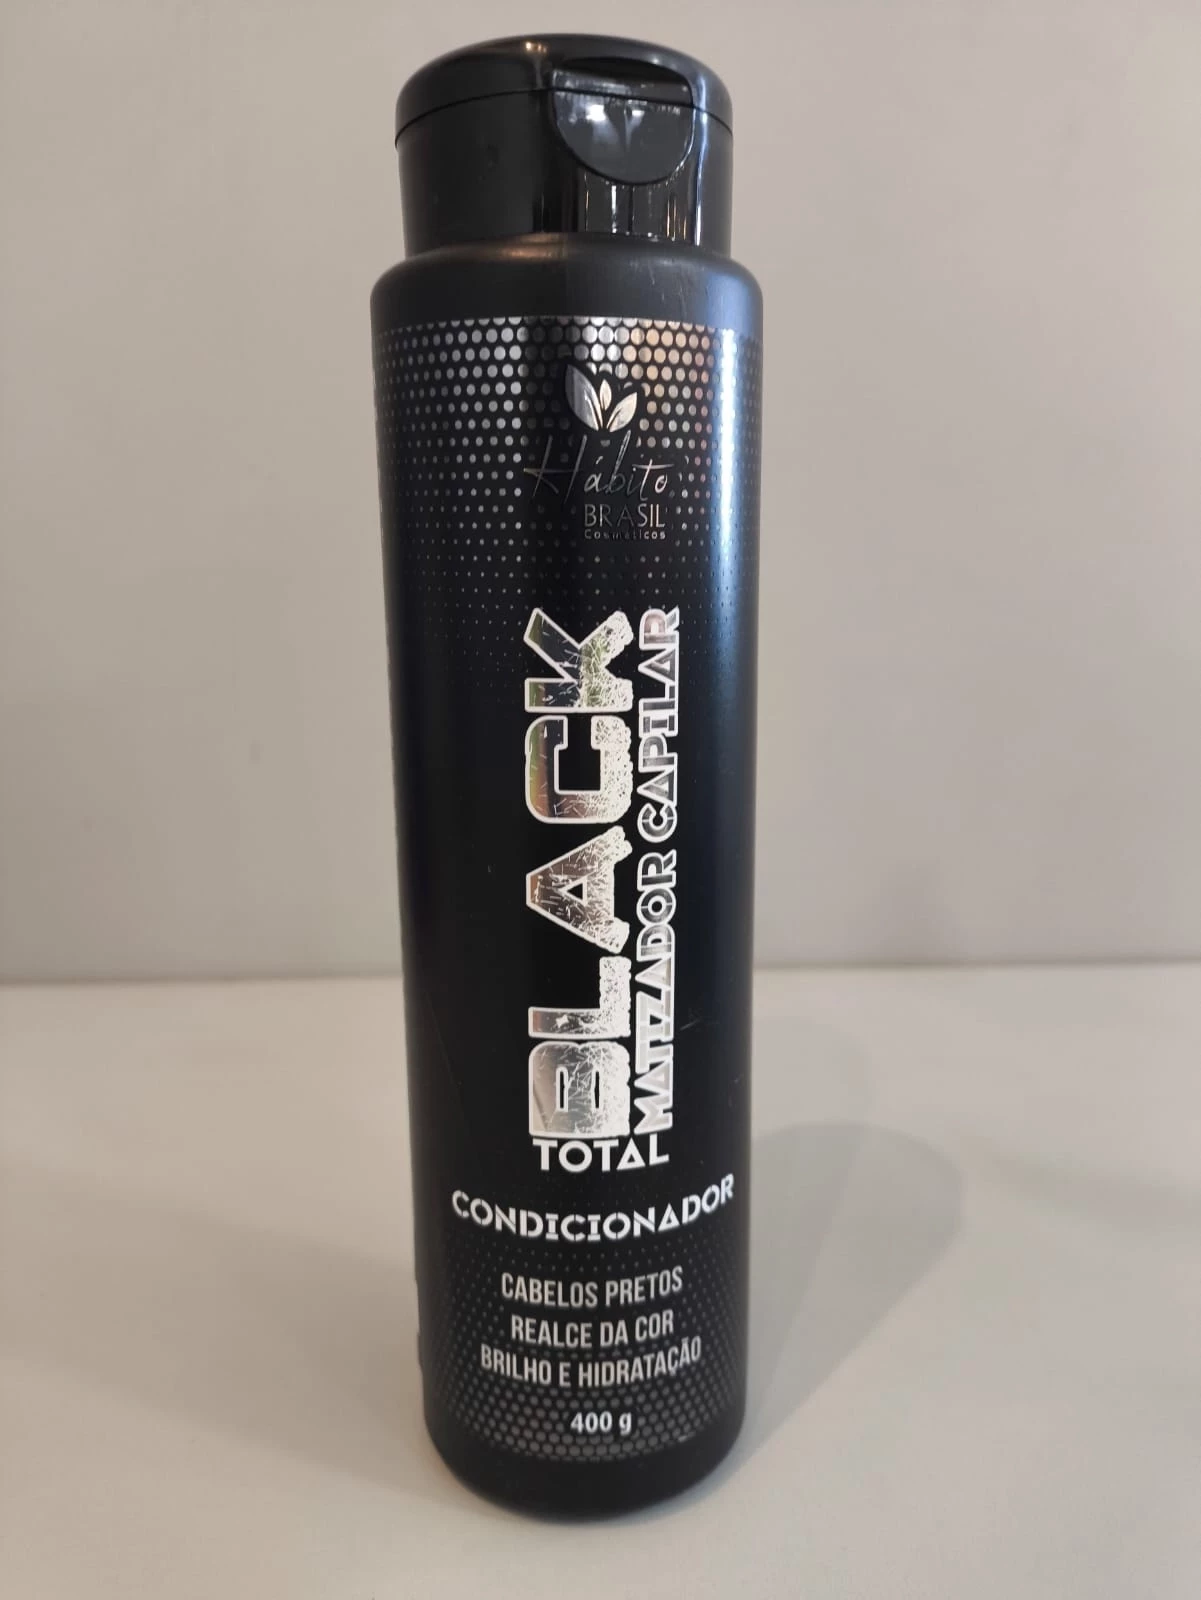 Hábito
BRASIL
Cosméticos
BLACK
MATIZADOR CAPILAR
TOTAL
CONDICIONADOR
CABELOS PRETOS
REALCE DA COR
BRILHO E HIDRATAÇÃO
400 g